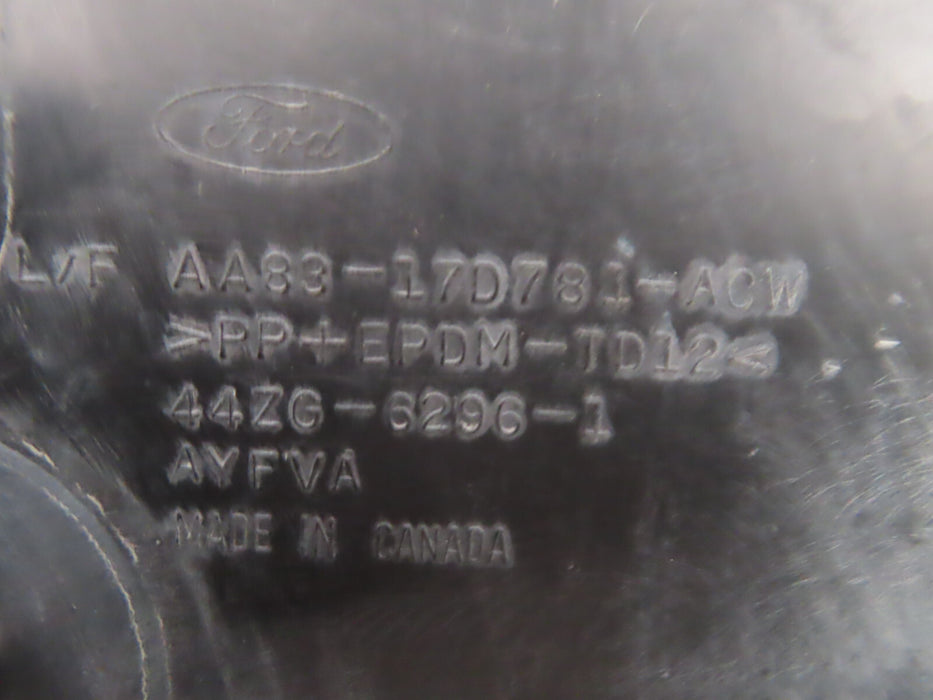 Ford
L/F AA83-17D781-ACW
>PP+EPDM-TD12<
44ZG-6296-1
AYFVA
MADE IN CANADA